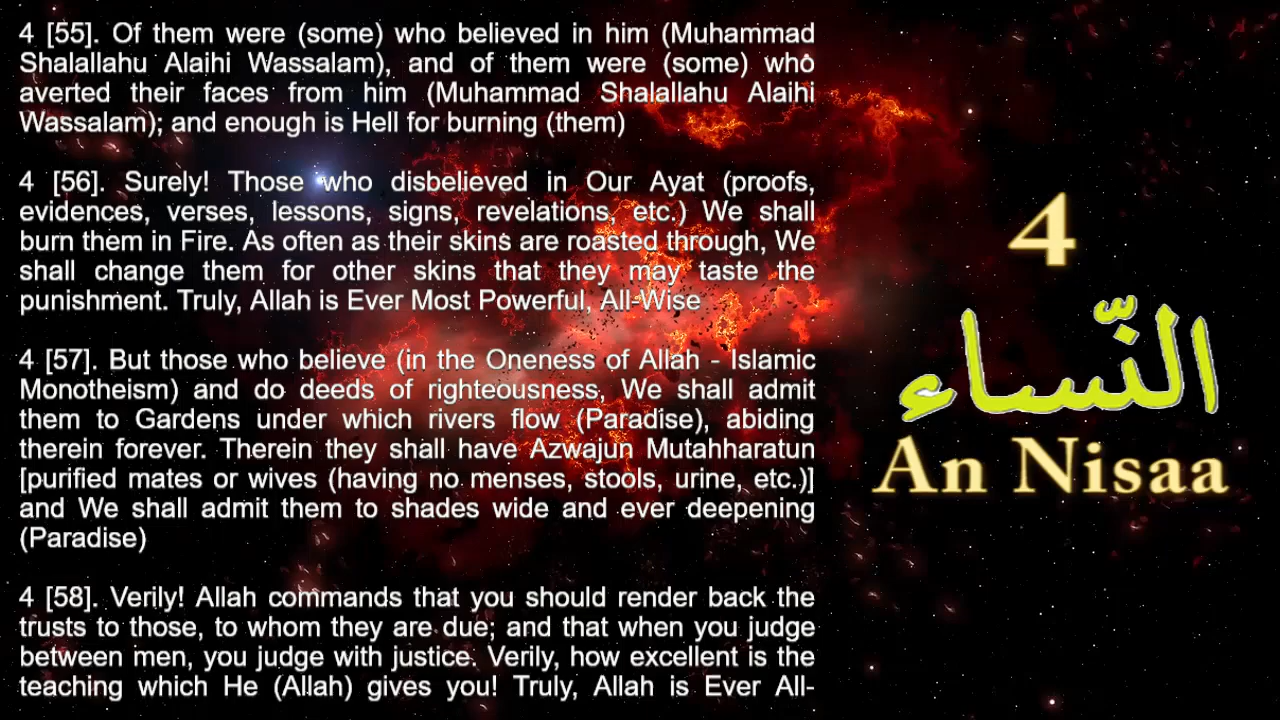 4 [55]. Of them were (some) who believed in him (Muhammad
Shalallahu Alaihi Wassalam), and of them were (some) who
averted their faces from him (Muhammad Shalallahu Alaihi
Wassalam); and enough is Hell for burning (them)
4 [56]. Surely! Those who disbelieved in Our Ayat (proofs,
evidences, verses, lessons, signs, revelations, etc.) We shall
burn them in Fire. As often as their skins are roasted through, We
shall change them for other skins that they may taste the
punishment. Truly, Allah is Ever Most Powerful, All-Wise
4 [57]. But those who believe (in the Oneness of Allah - Islamic
Monotheism) and do deeds of righteousness, We shall admit
them to Gardens under which rivers flow (Paradise), abiding
therein forever. Therein they shall have Azwajun Mutahharatun
[purified mates or wives (having no menses, stools, urine, etc.)]
and We shall admit them to shades wide and ever deepening
(Paradise)
4 [58]. Verily! Allah commands that you should render back the
trusts to those, to whom they are due; and that when you judge
between men, you judge with justice. Verily, how excellent is the
teaching which He (Allah) gives you! Truly, Allah is Ever All-
4
النّساء
An Nisaa